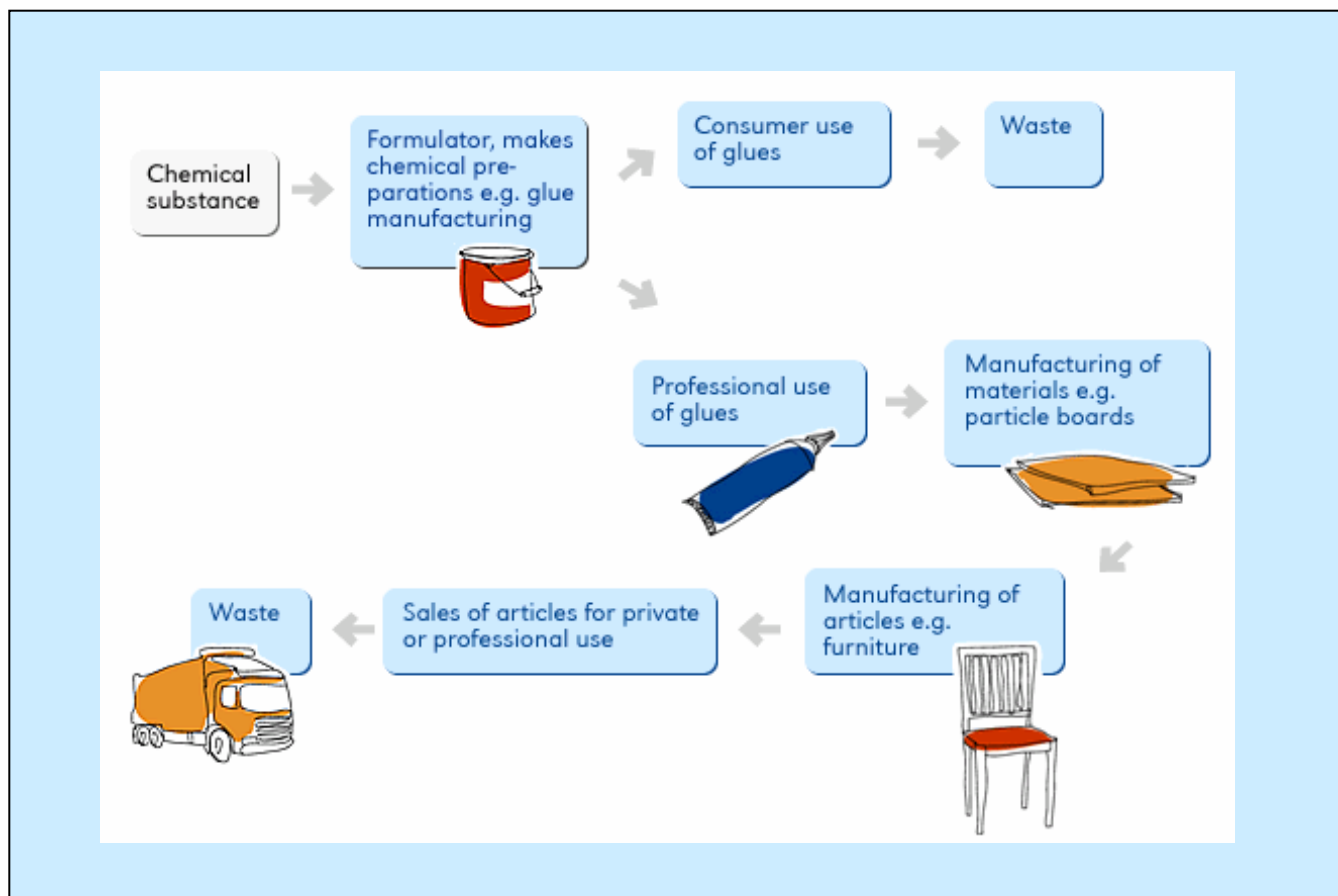 Chemical
substance
Formulator, makes
chemical pre-
parations e.g. glue
manufacturing
Consumer use
of glues
Waste
Professional use
of glues
Manufacturing of
materials e.g.
particle boards
Manufacturing of
articles e.g.
furniture
Sales of articles for private
or professional use
Waste